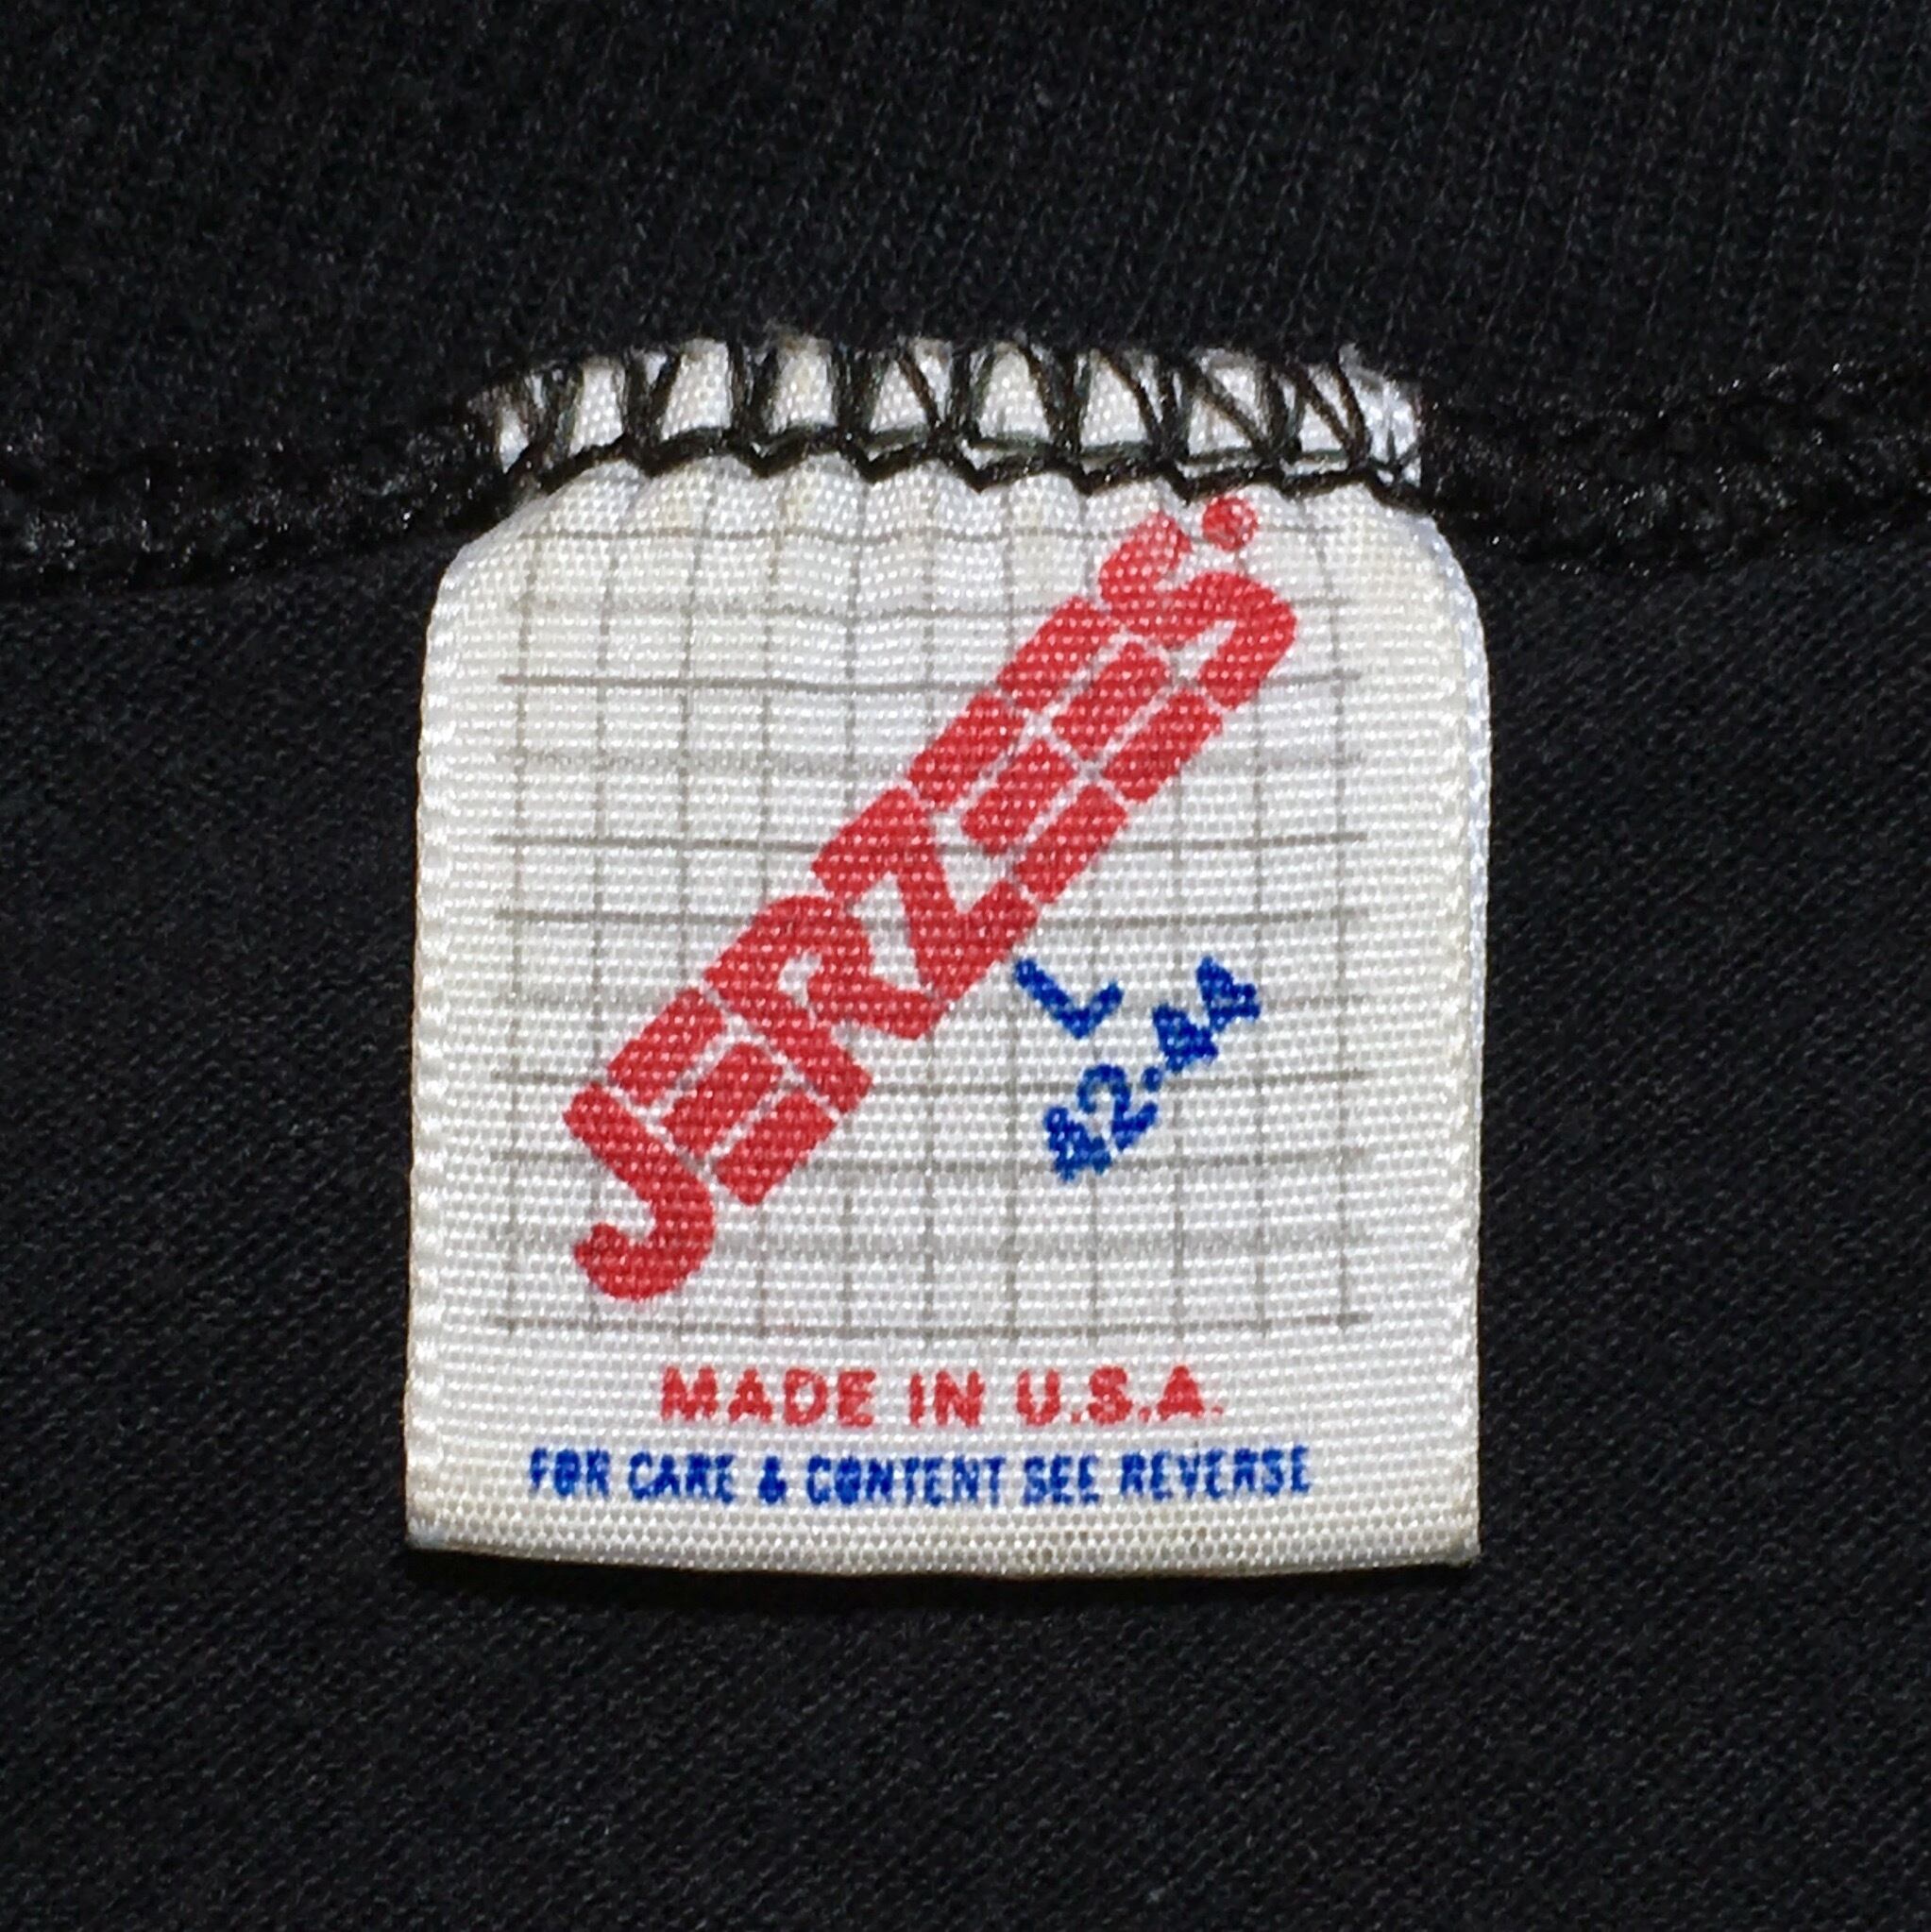 JERZEES
L
42-44
MADE IN U.S.A.
FOR CARE & CONTENT SEE REVERSE